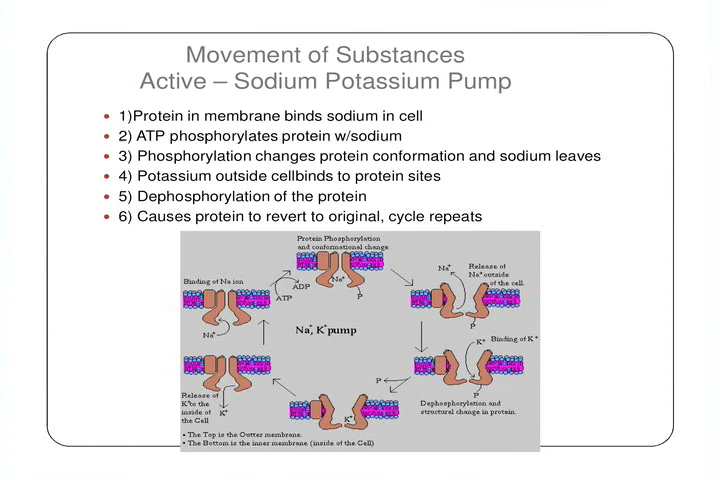 Movement of Substances
Active – Sodium Potassium Pump
• 1)Protein in membrane binds sodium in cell
• 2) ATP phosphorylates protein w/sodium
• 3) Phosphorylation changes protein conformation and sodium leaves
• 4) Potassium outside cellbinds to protein sites
• 5) Dephosphorylation of the protein
• 6) Causes protein to revert to original, cycle repeats
Protein Phosphorylation
and conformational change
Na+
P
ADP
ATP
Binding of Na ion
Na+
Na+
Release of
Na+ outside
of the cell.
P
Na+, K+ pump
K+
Binding of K+
P
Dephosphorylation and
structural change in protein.
P
K+
Release of
K+to the
inside of
the Cell
K+
• The Top is the Outter membrane.
• The Bottom is the inner membrane (inside of the Cell)